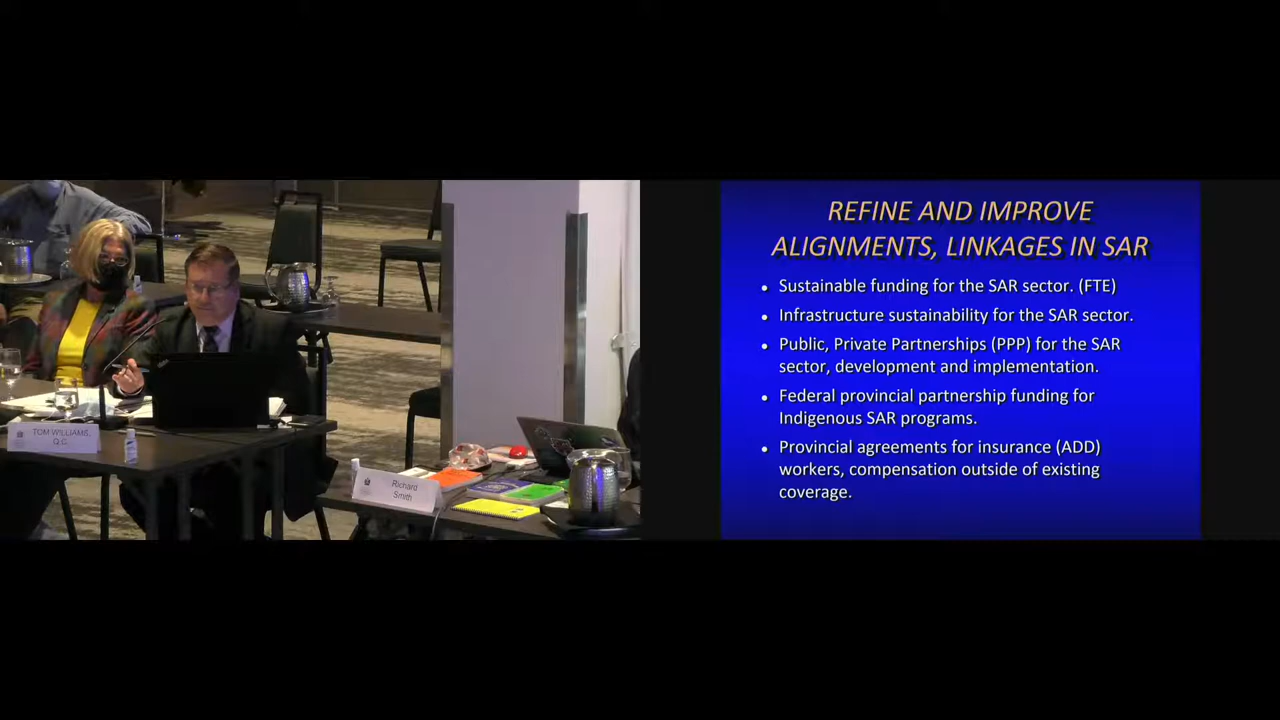 TOM WILLIAMS,
Q.C.
Richard
Smith
REFINE AND IMPROVE
ALIGNMENTS, LINKAGES IN SAR
• Sustainable funding for the SAR sector. (FTE)
• Infrastructure sustainability for the SAR sector.
• Public, Private Partnerships (PPP) for the SAR
sector, development and implementation.
• Federal provincial partnership funding for
Indigenous SAR programs.
• Provincial agreements for insurance (ADD)
workers, compensation outside of existing
coverage.